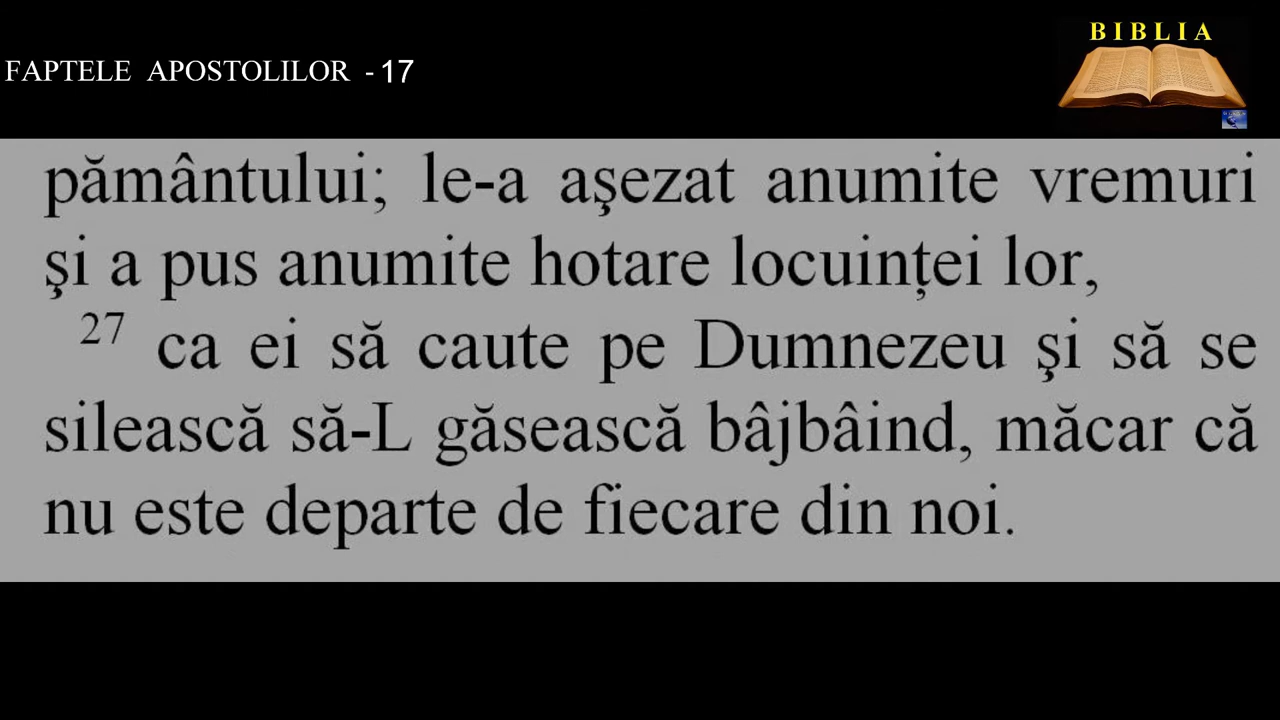 BIBLIA
FAPTELE APOSTOLILOR - 17
pământului; le-a aşezat anumite vremuri
şi a pus anumite hotare locuinței lor,
27 ca ei să caute pe Dumnezeu şi să se
silească să-L găsească bâjbâind, măcar că
nu este departe de fiecare din noi.